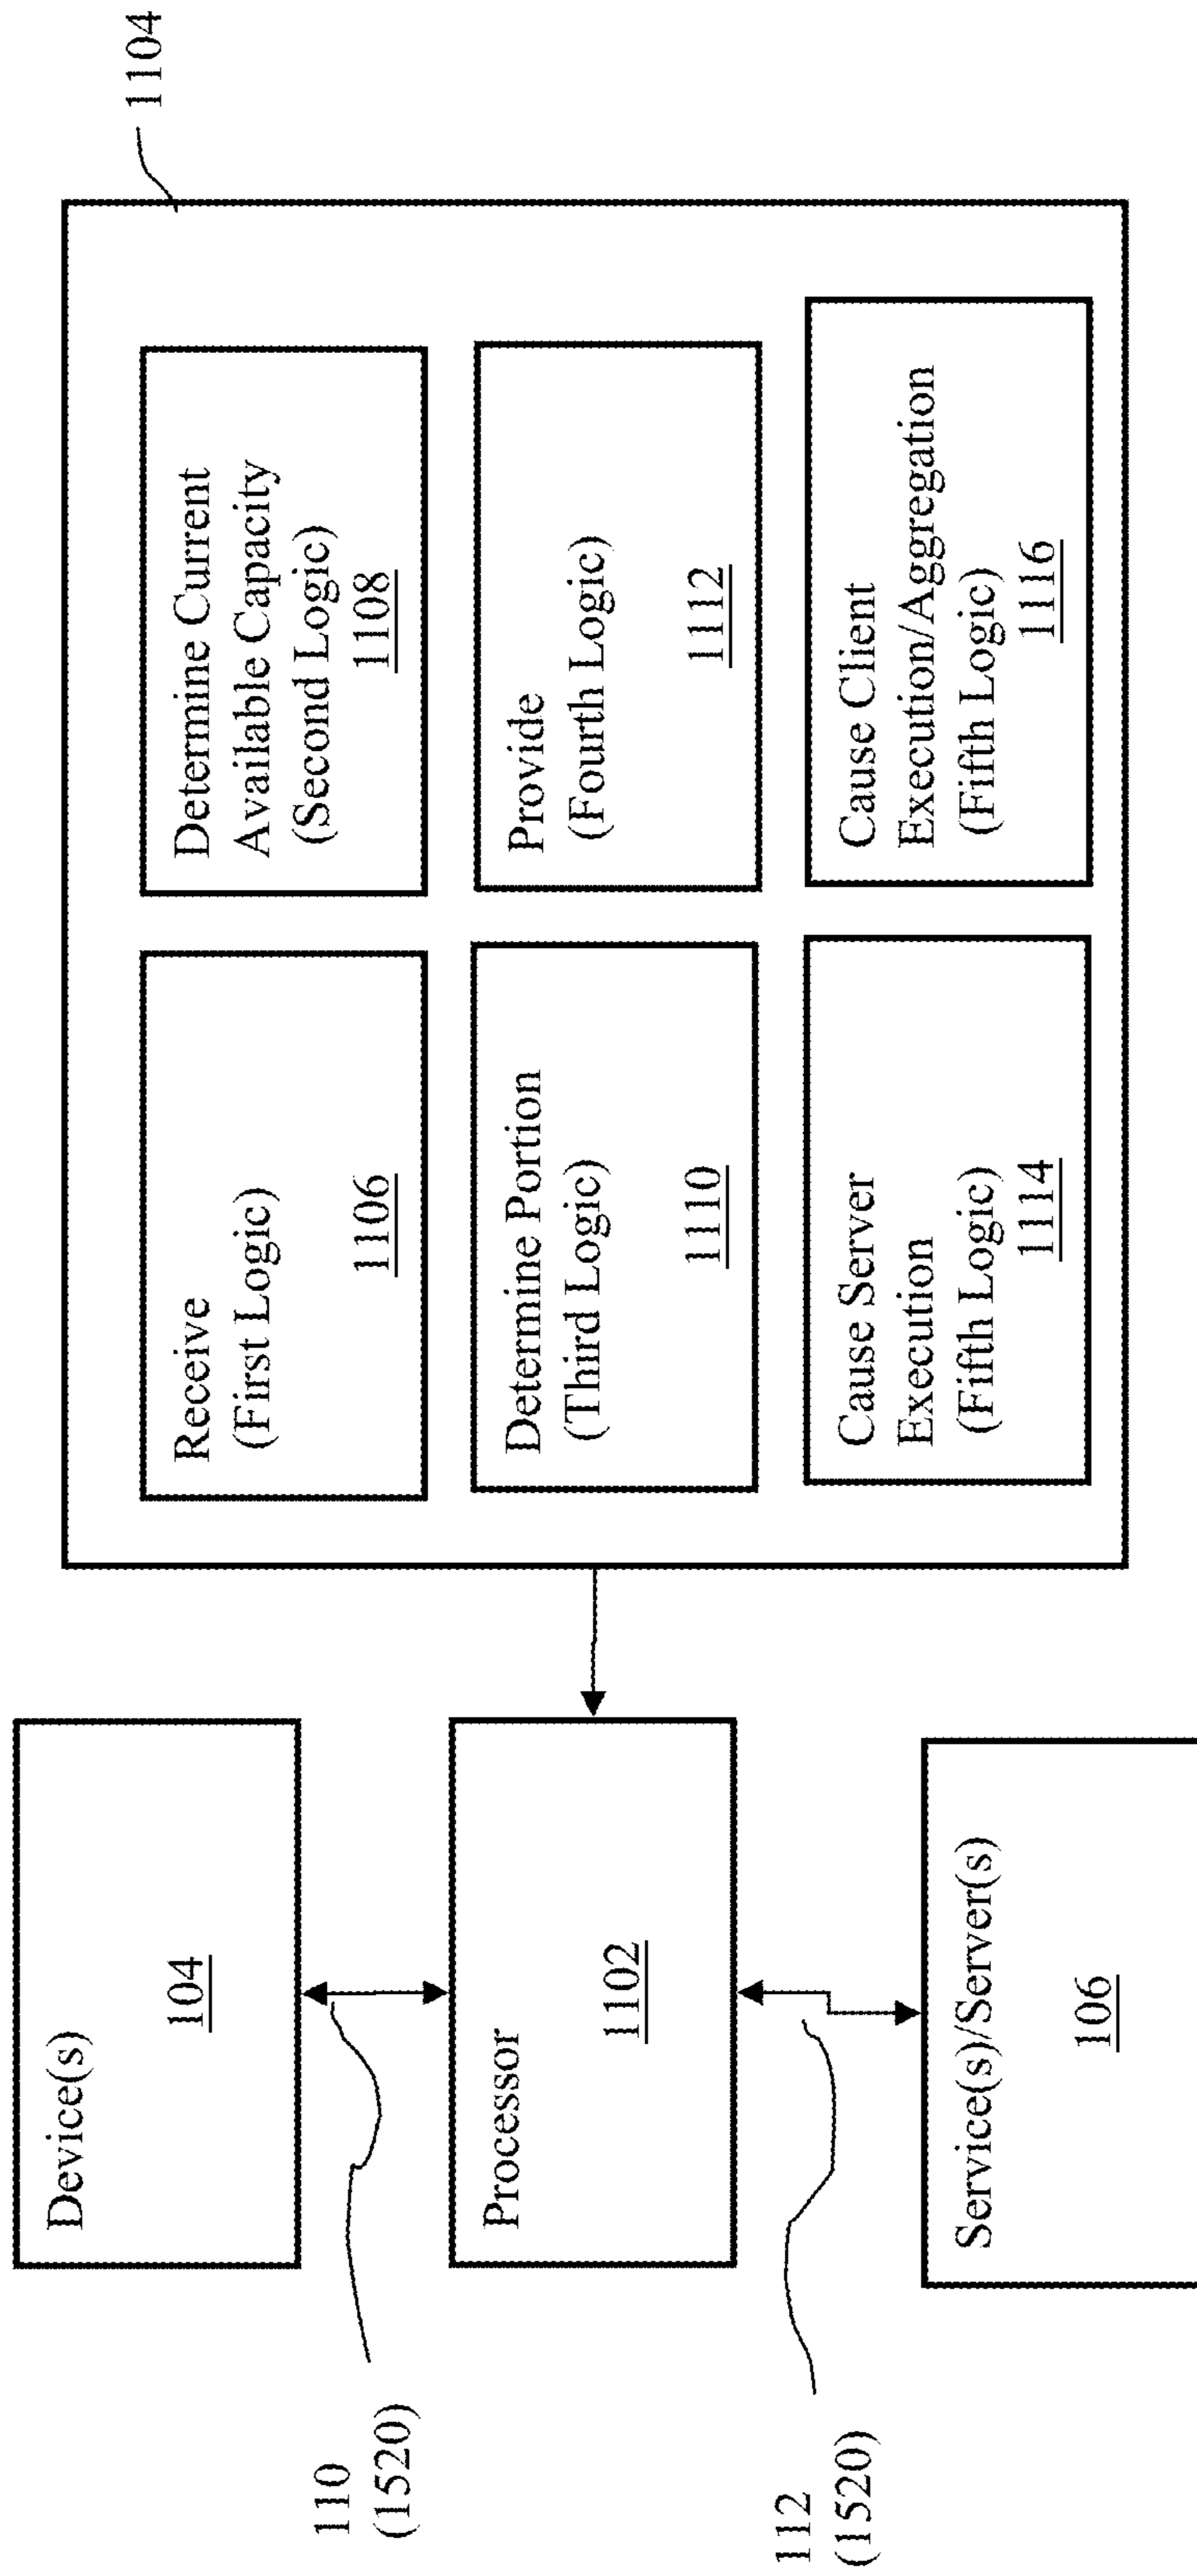 Device(s)
104
110
(1520)
Processor
1102
112
(1520)
Service(s)/Server(s)
106
1104
Receive
(First Logic)
1106
Determine Current
Available Capacity
(Second Logic)
1108
Determine Portion
(Third Logic)
1110
Provide
(Fourth Logic)
1112
Cause Server
Execution
(Fifth Logic)
1114
Cause Client
Execution/Aggregation
(Fifth Logic)
1116